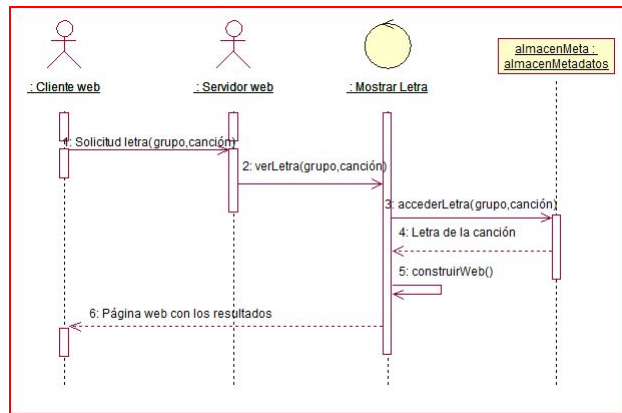 : Cliente web
: Servidor web
: Mostrar Letra
almacenMeta :
almacenMetadatos
1: Solicitud letra(grupo,canción)
2: verLetra(grupo,canción)
3: accederLetra(grupo,canción)
4: Letra de la canción
5: construirWeb()
6: Página web con los resultados